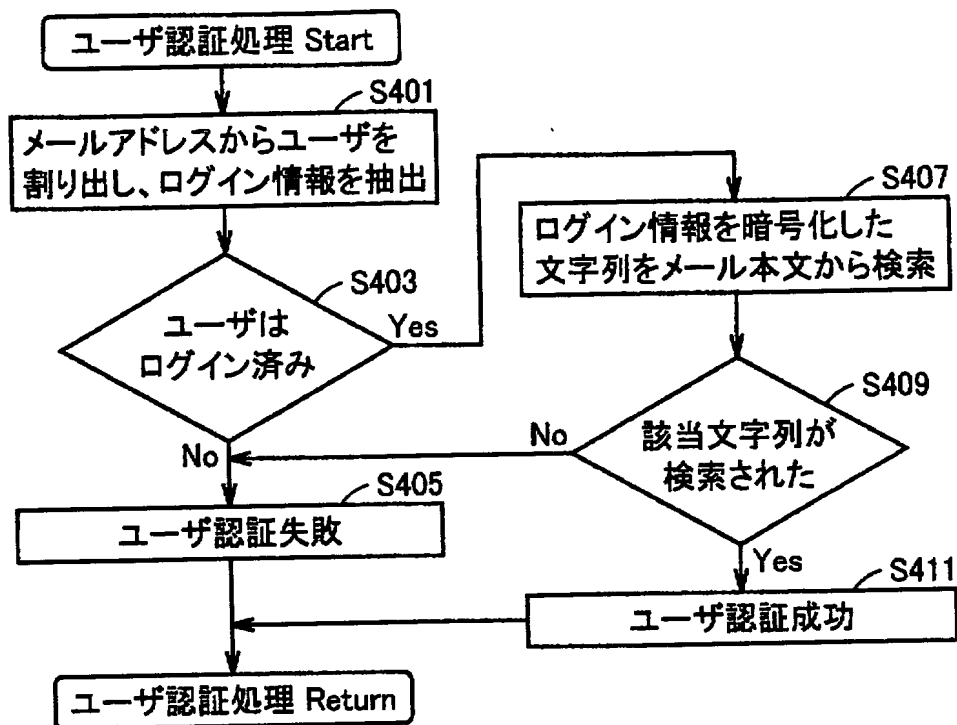 ユーザ認証処理 Start
S401
メールアドレスからユーザを
割り出し、ログイン情報を抽出
S403
ユーザは
ログイン済み
Yes
No
S407
ログイン情報を暗号化した
文字列をメール本文から検索
S409
該当文字列が
検索された
No
Yes
S405
ユーザ認証失敗
S411
ユーザ認証成功
ユーザ認証処理 Return